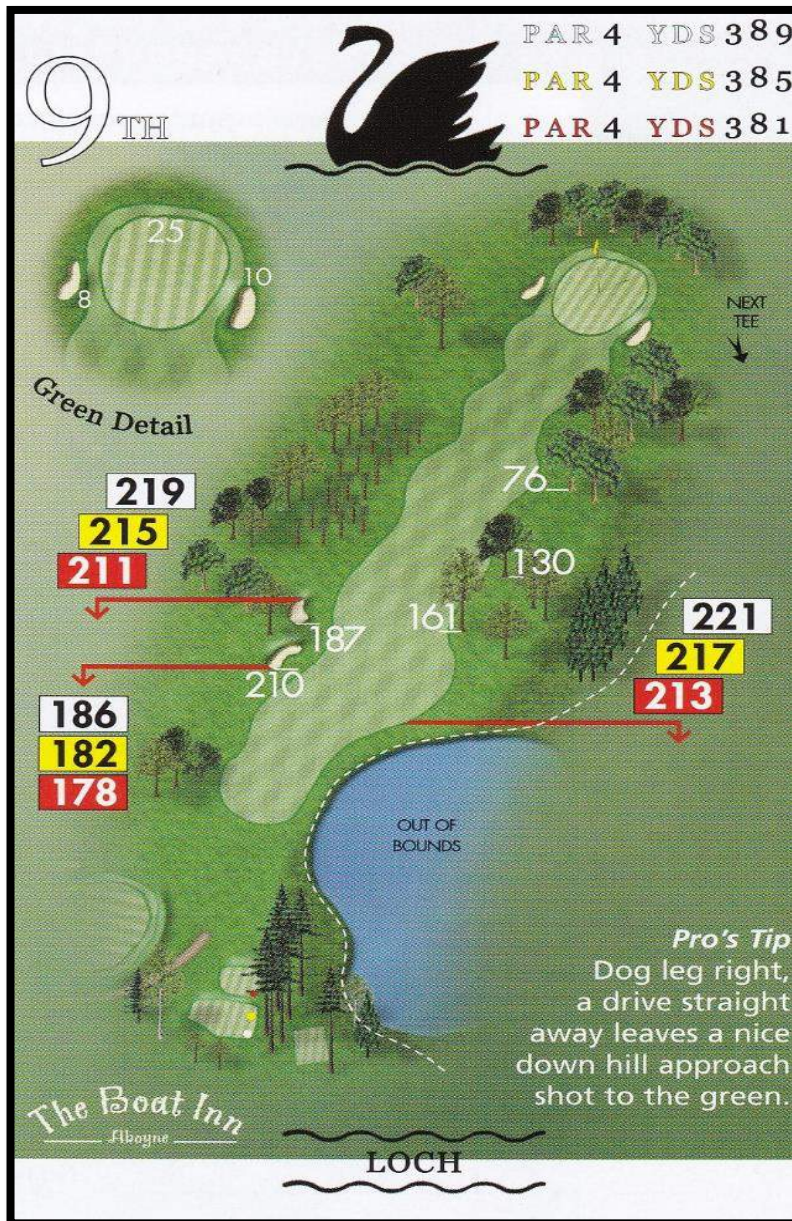 9TH
PAR 4 YDS 389
PAR 4 YDS 385
PAR 4 YDS 381
25
8
10
Green Detail
NEXT
TEE
76
219
215
211
130
161
187
210
221
217
213
186
182
178
OUT OF
BOUNDS
Pro's Tip
Dog leg right,
a drive straight
away leaves a nice
down hill approach
shot to the green.
The Boat Inn
Aboyne
LOCH